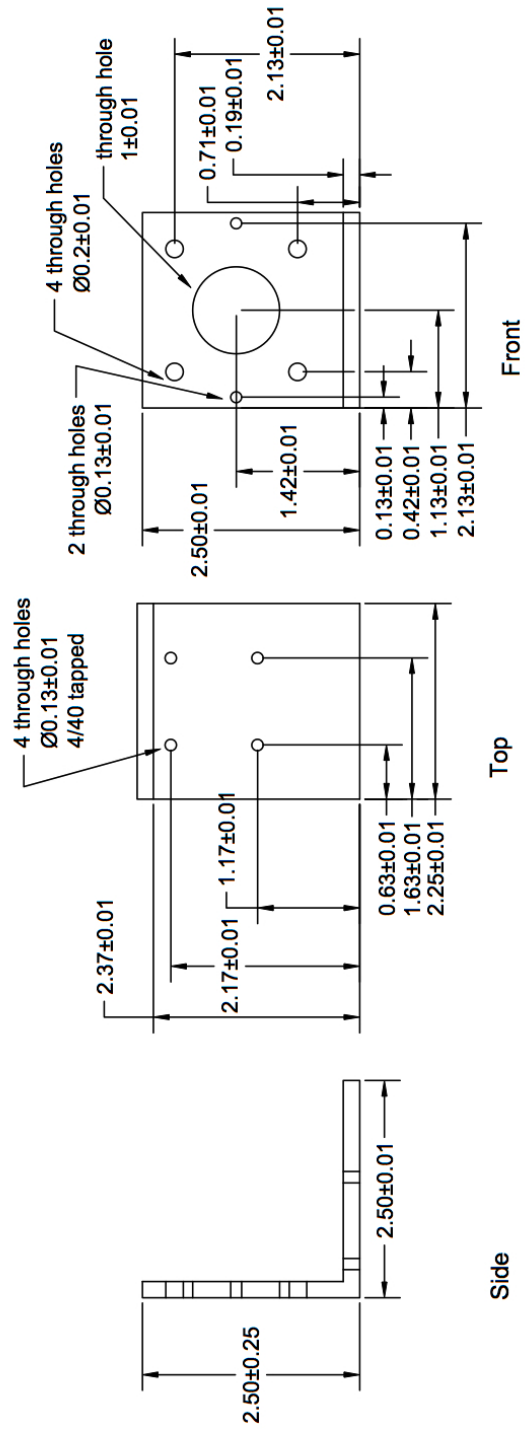 2.50±0.25
2.50±0.01
Side
2.37±0.01
2.17±0.01
1.17±0.01
4 through holes
Ø0.13±0.01
4/40 tapped
0.63±0.01
1.63±0.01
2.25±0.01
Top
2 through holes
Ø0.13±0.01
4 through holes
Ø0.2±0.01
through hole
1±0.01
2.50±0.01
1.42±0.01
0.71±0.01
0.19±0.01
2.13±0.01
0.13±0.01
0.42±0.01
1.13±0.01
2.13±0.01
Front